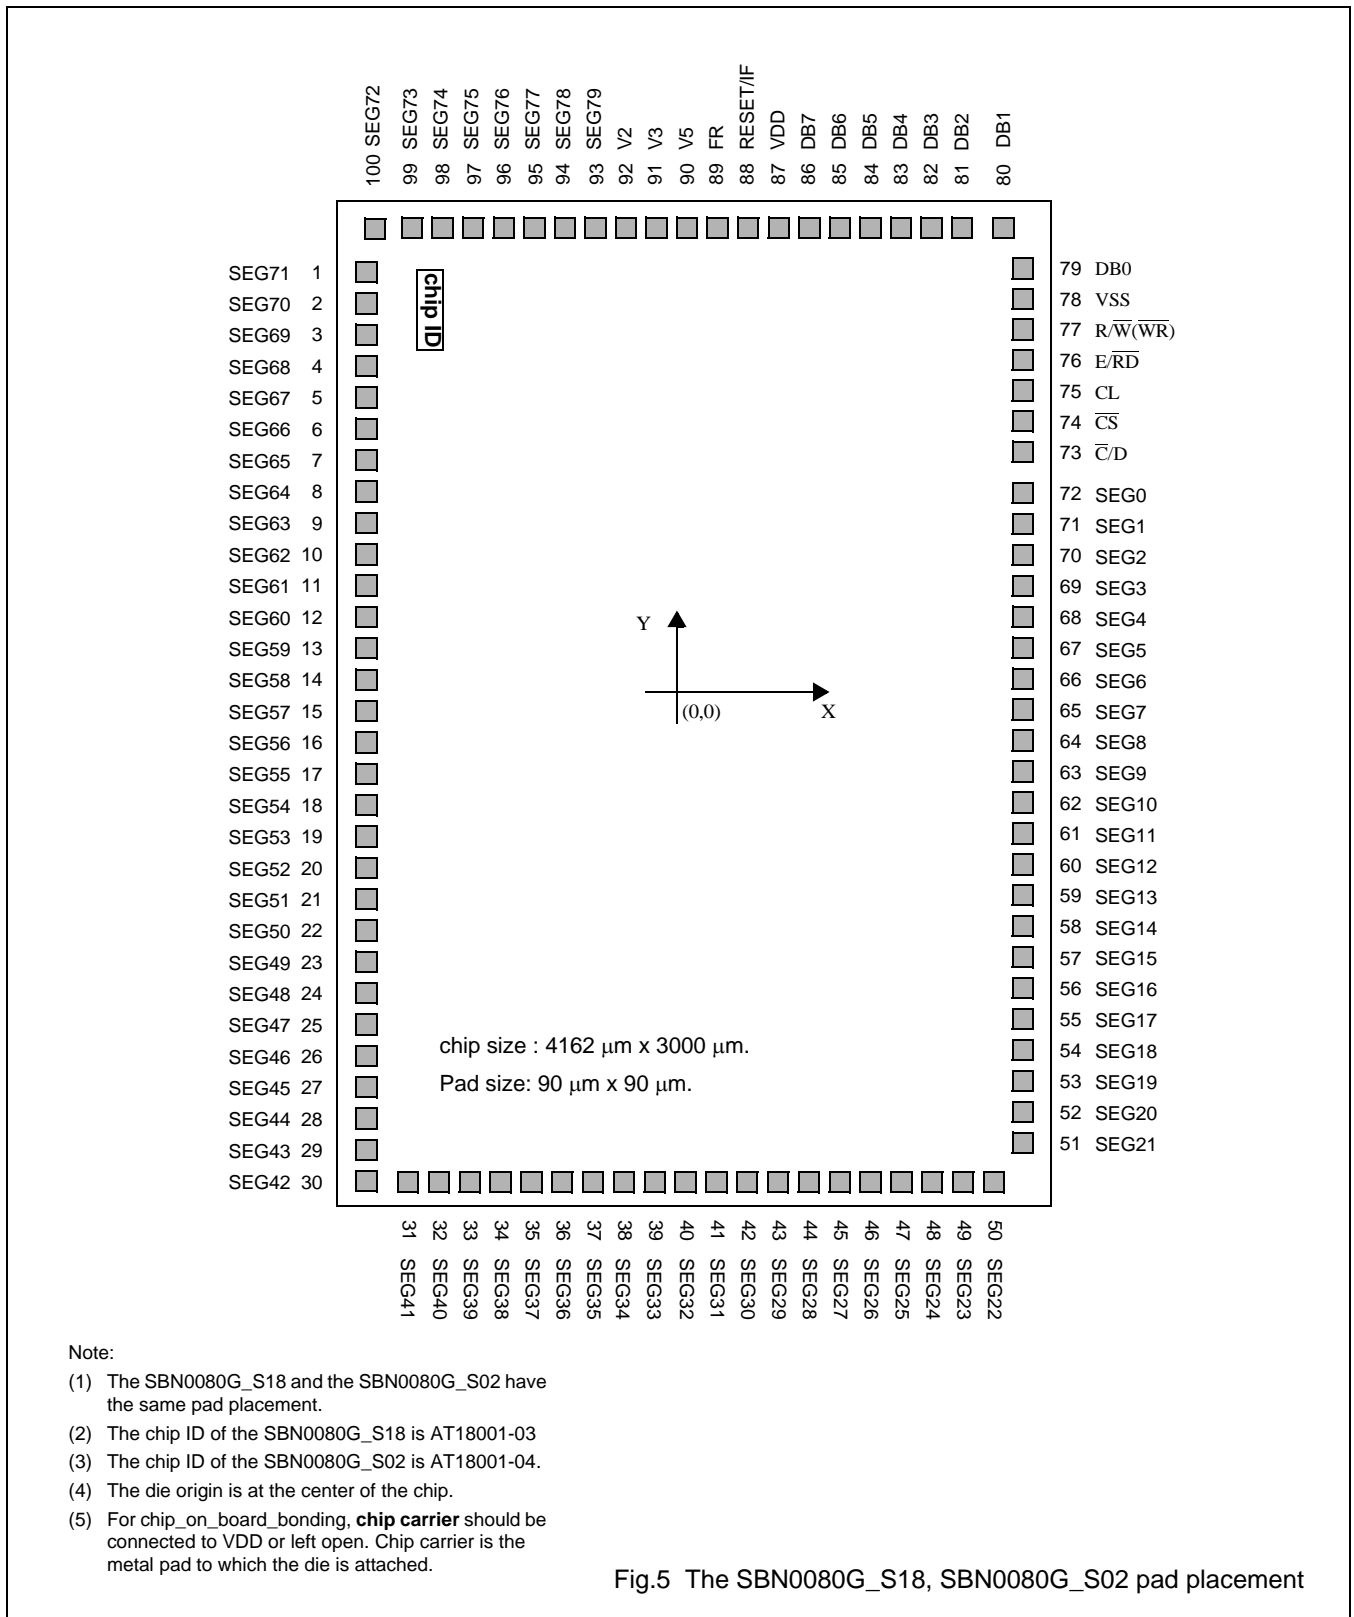 100 SEG72
99 SEG73
98 SEG74
97 SEG75
96 SEG76
95 SEG77
94 SEG78
93 SEG79
92 V2
91 V3
90 V5
89 FR
88 RESET/IF
87 VDD
86 DB7
85 DB6
84 DB5
83 DB4
82 DB3
81 DB2
80 DB1
chip ID
SEG71 1
SEG70 2
SEG69 3
SEG68 4
SEG67 5
SEG66 6
SEG65 7
SEG64 8
SEG63 9
SEG62 10
SEG61 11
SEG60 12
SEG59 13
SEG58 14
SEG57 15
SEG56 16
SEG55 17
SEG54 18
SEG53 19
SEG52 20
SEG51 21
SEG50 22
SEG49 23
SEG48 24
SEG47 25
SEG46 26
SEG45 27
SEG44 28
SEG43 29
SEG42 30
79 DB0
78 VSS
77 R/W̅(W̅R̅)
76 E/R̅D̅
75 CL
74 C̅S̅
73 C̅/D
72 SEG0
71 SEG1
70 SEG2
69 SEG3
68 SEG4
67 SEG5
66 SEG6
65 SEG7
64 SEG8
63 SEG9
62 SEG10
61 SEG11
60 SEG12
59 SEG13
58 SEG14
57 SEG15
56 SEG16
55 SEG17
54 SEG18
53 SEG19
52 SEG20
51 SEG21
Y
(0,0)
X
chip size : 4162 μm x 3000 μm.
Pad size: 90 μm x 90 μm.
31 SEG41
32 SEG40
33 SEG39
34 SEG38
35 SEG37
36 SEG36
37 SEG35
38 SEG34
39 SEG33
40 SEG32
41 SEG31
42 SEG30
43 SEG29
44 SEG28
45 SEG27
46 SEG26
47 SEG25
48 SEG24
49 SEG23
50 SEG22
Note:
(1) The SBN0080G_S18 and the SBN0080G_S02 have
the same pad placement.
(2) The chip ID of the SBN0080G_S18 is AT18001-03
(3) The chip ID of the SBN0080G_S02 is AT18001-04.
(4) The die origin is at the center of the chip.
(5) For chip_on_board_bonding, chip carrier should be
connected to VDD or left open. Chip carrier is the
metal pad to which the die is attached.
Fig.5 The SBN0080G_S18, SBN0080G_S02 pad placement